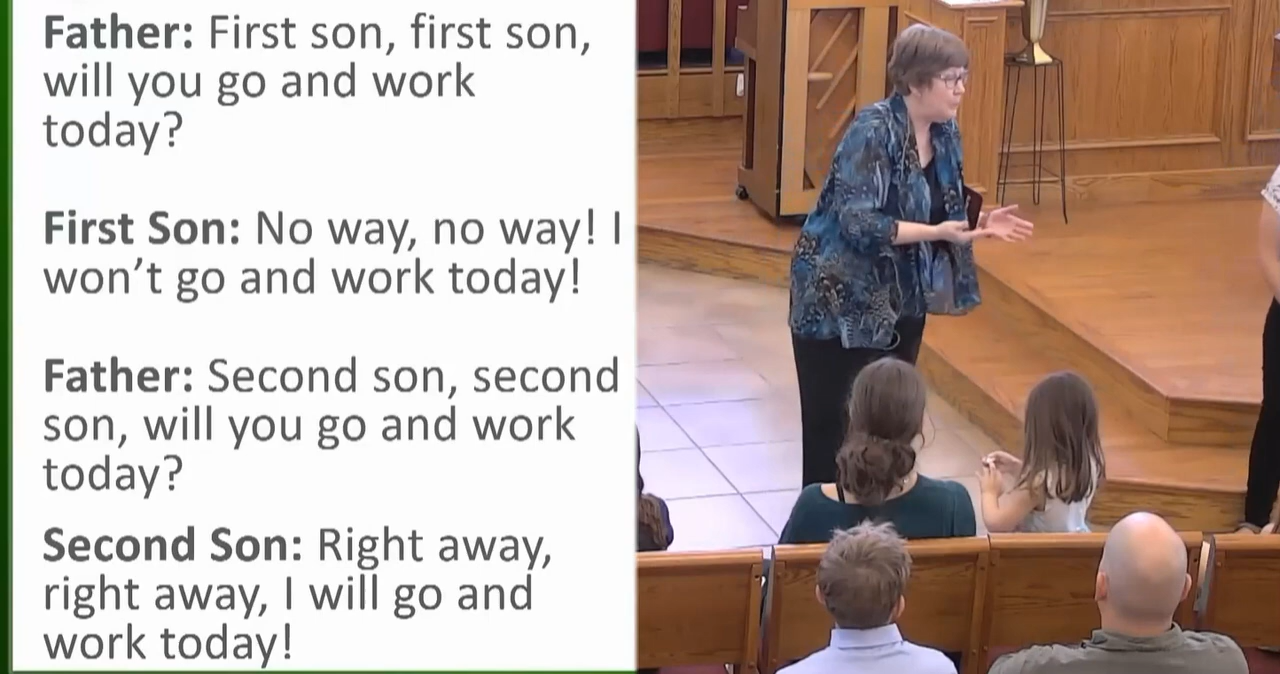 Father: First son, first son,
will you go and work
today?
First Son: No way, no way! I
won’t go and work today!
Father: Second son, second
son, will you go and work
today?
Second Son: Right away,
right away, I will go and
work today!